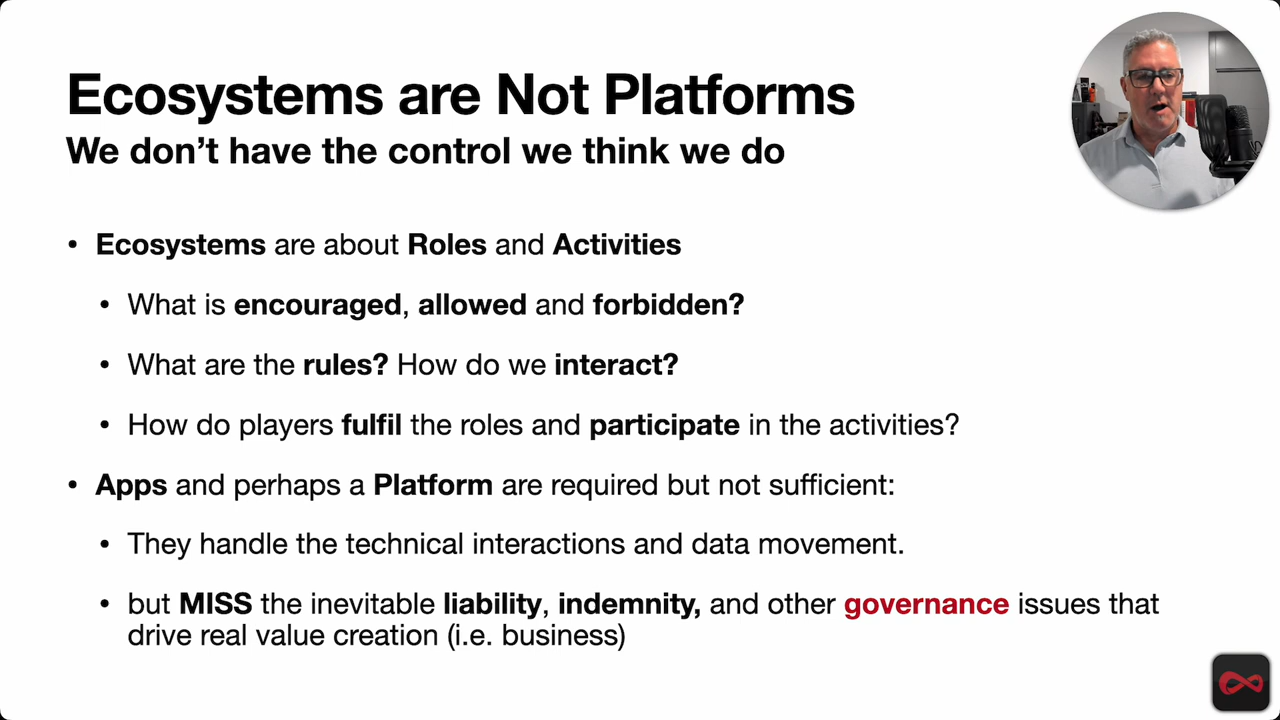 Ecosystems are Not Platforms
We don’t have the control we think we do
• Ecosystems are about Roles and Activities
• What is encouraged, allowed and forbidden?
• What are the rules? How do we interact?
• How do players fulfil the roles and participate in the activities?
• Apps and perhaps a Platform are required but not sufficient:
• They handle the technical interactions and data movement.
• but MISS the inevitable liability, indemnity, and other governance issues that
drive real value creation (i.e. business)